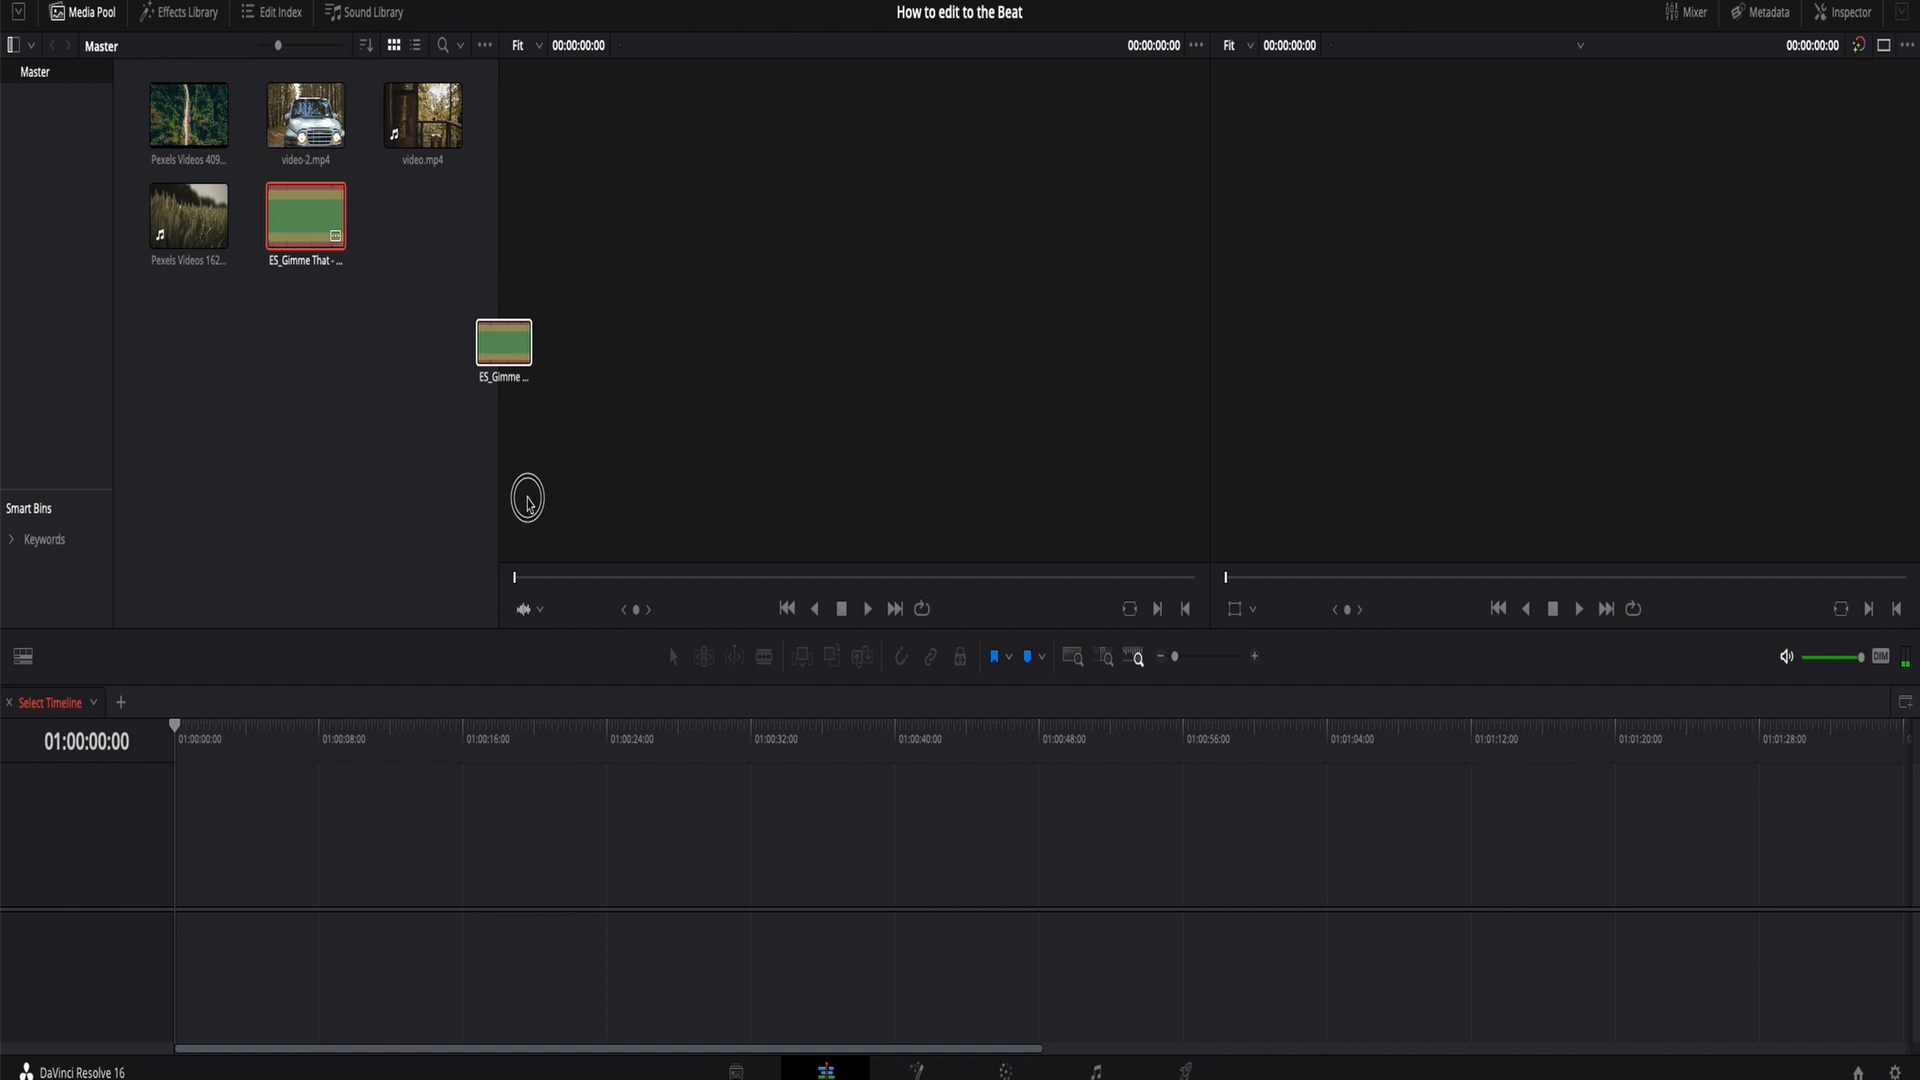 Media Pool
Effects Library
Edit Index
Sound Library
How to edit to the Beat
Mixer
Metadata
Inspector
Master
Fit
00:00:00:00
00:00:00:00
Fit
00:00:00:00
00:00:00:00
Master
Pexels Videos 409...
video-2.mp4
video.mp4
Pexels Videos 162...
ES_Gimme That - ...
ES_Gimme ...
Smart Bins
Keywords
DIM
Select Timeline
01:00:00:00
01:00:00:00
01:00:08:00
01:00:16:00
01:00:24:00
01:00:32:00
01:00:40:00
01:00:48:00
01:00:56:00
01:01:04:00
01:01:12:00
01:01:20:00
01:01:28:00
DaVinci Resolve 16